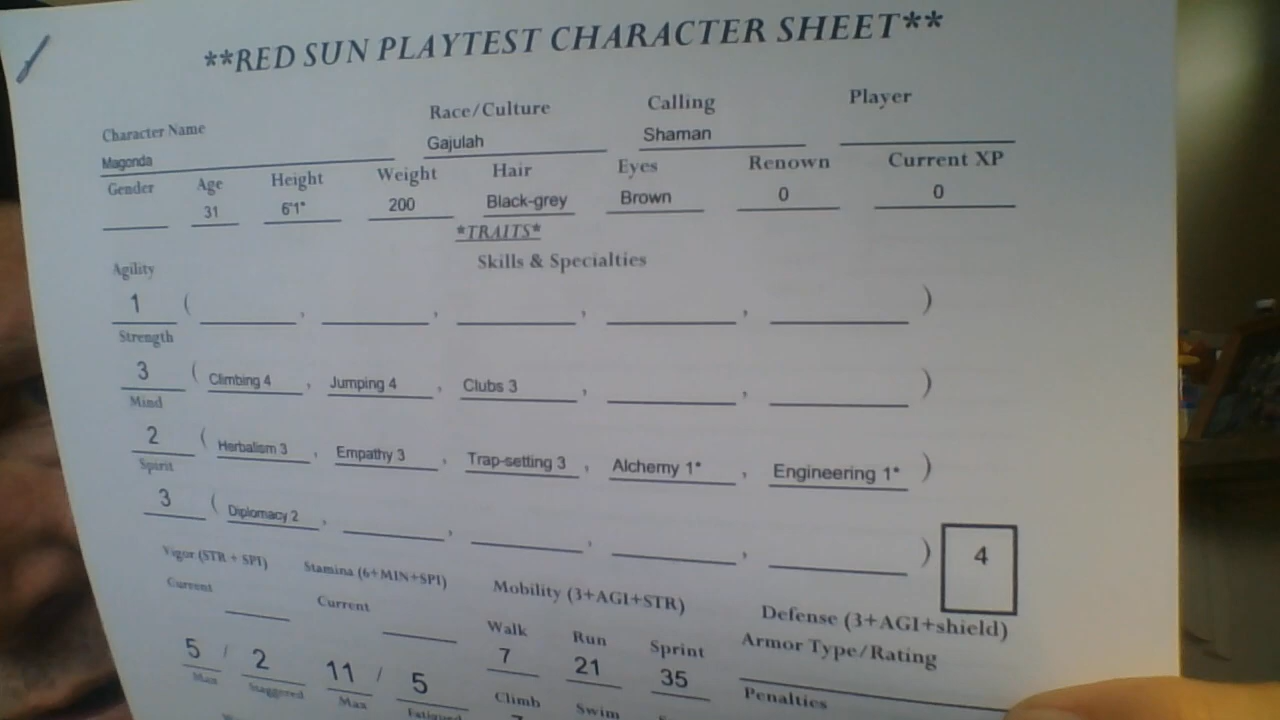 **RED SUN PLAYTEST CHARACTER SHEET**
Character Name Race/Culture Calling Player
Magonda Gajulah Shaman
Gender Age Height Weight Hair Eyes Renown Current XP
31 6'1" 200 Black-grey Brown 0 0
*TRAITS*
Agility Skills & Specialties
1 ( , , , , )
Strength
3 ( Climbing 4 , Jumping 4 , Clubs 3 , , )
Mind
2 ( Herbalism 3 , Empathy 3 , Trap-setting 3 , Alchemy 1* , Engineering 1* )
Spirit
3 ( Diplomacy 2 , , , , )
4
Vigor (STR + SPI) Stamina (6+MIN+SPI) Mobility (3+AGI+STR) Defense (3+AGI+shield)
Current Current Walk Run Sprint Armor Type/Rating
5 / 2 11 / 5 7 21 35
Max Staggered Max Fatigued Climb Swim Penalties